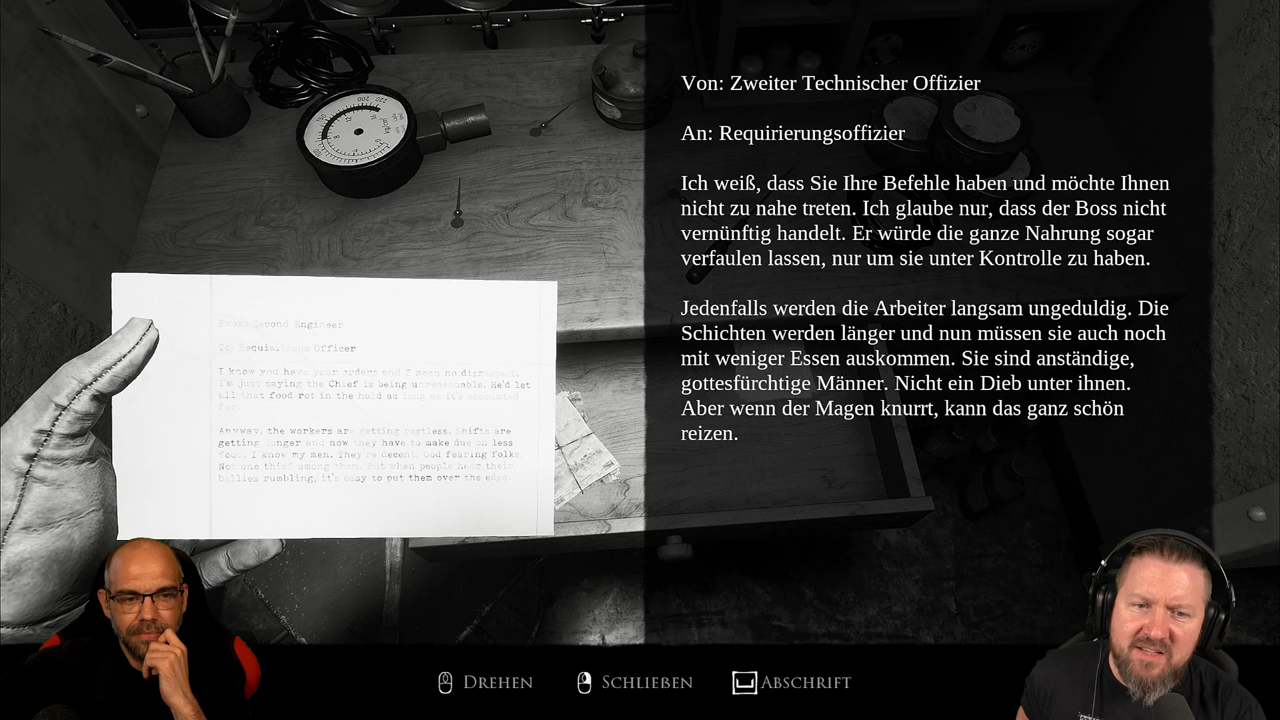 Von: Zweiter Technischer Offizier
An: Requirierungsoffizier
Ich weiß, dass Sie Ihre Befehle haben und möchte Ihnen
nicht zu nahe treten. Ich glaube nur, dass der Boss nicht
vernünftig handelt. Er würde die ganze Nahrung sogar
verfaulen lassen, nur um sie unter Kontrolle zu haben.
Jedenfalls werden die Arbeiter langsam ungeduldig. Die
Schichten werden länger und nun müssen sie auch noch
mit weniger Essen auskommen. Sie sind anständige,
gottesfürchtige Männer. Nicht ein Dieb unter ihnen.
Aber wenn der Magen knurrt, kann das ganz schön
reizen.
From: Second Engineer
To: Requisitions Officer
I know you have your orders and I mean no disrespect.
I'm just saying the Chief is being unreasonable. He'd let
all that food rot in the hold as long as it's accounted
for.
Anyway, the workers are getting restless. Shifts are
getting longer and now they have to make due on less
food. I know my men. They're decent, God fearing folks.
Not one thief among them. But when people hear their
bellies rumbling, it's easy to put them over the edge.
DREHEN
SCHLIEßEN
ABSCHRIFT